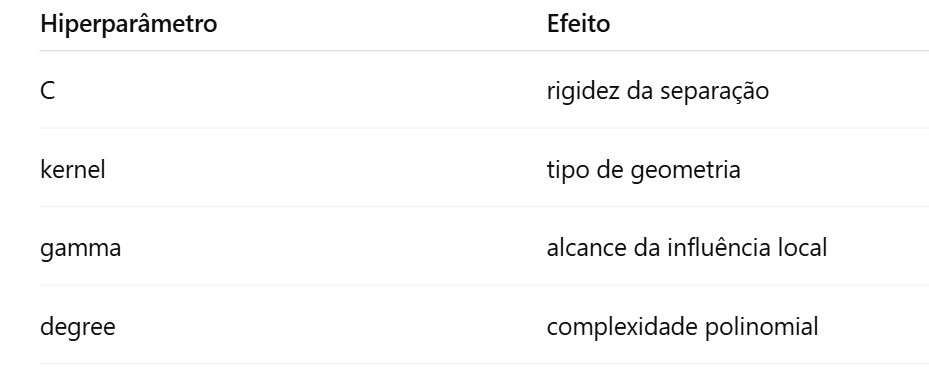 Hiperparâmetro Efeito
C rigidez da separação
kernel tipo de geometria
gamma alcance da influência local
degree complexidade polinomial